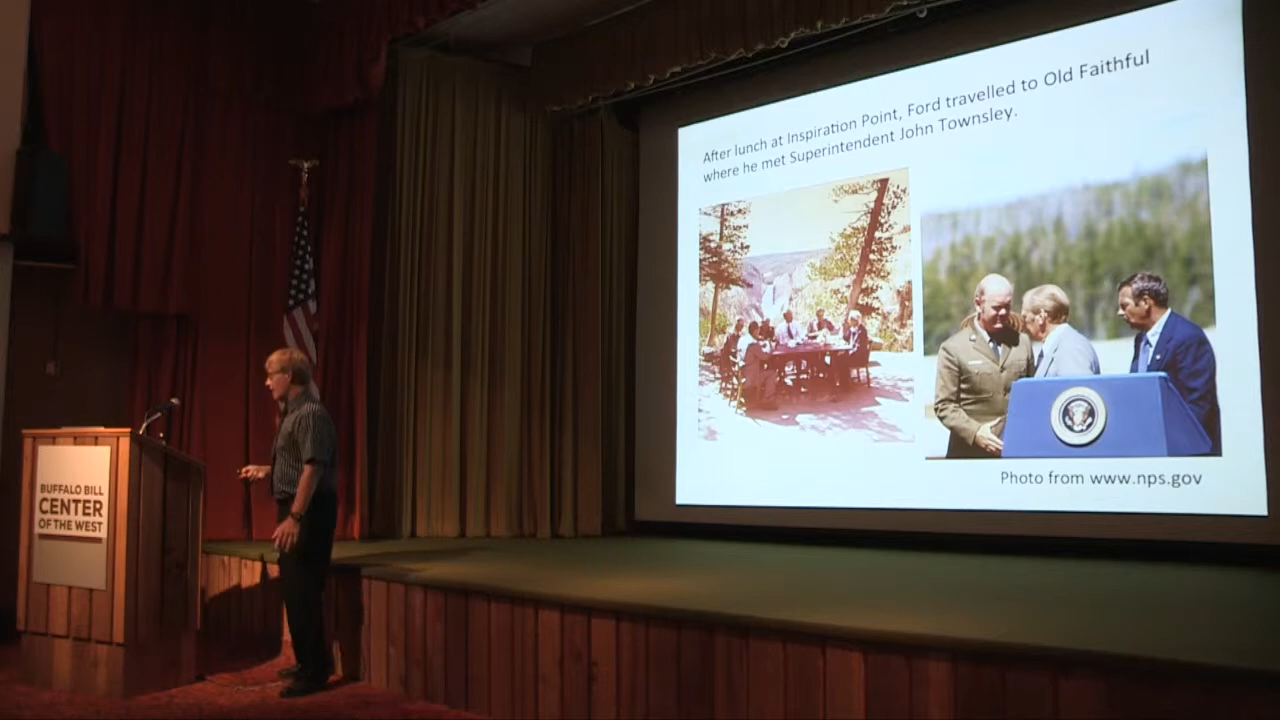 After lunch at Inspiration Point, Ford travelled to Old Faithful
where he met Superintendent John Townsley.
Photo from www.nps.gov
BUFFALO BILL
CENTER
OF THE WEST